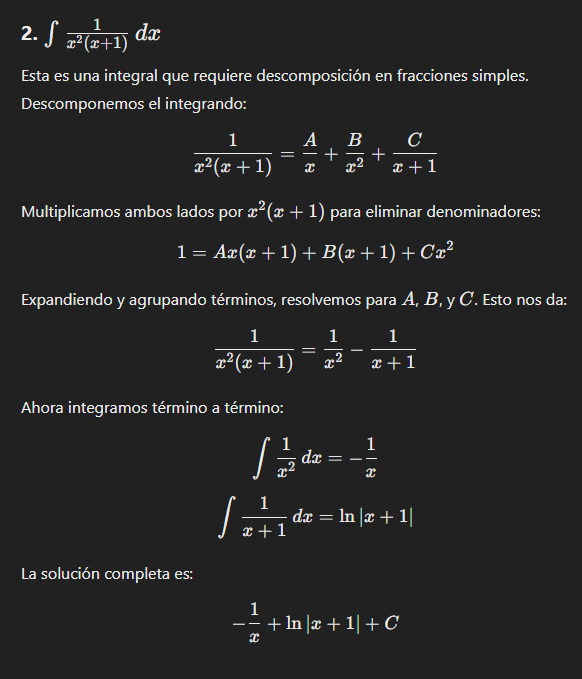 2. ∫ 1/(x²(x+1)) dx
Esta es una integral que requiere descomposición en fracciones simples.
Descomponemos el integrando:
1/(x²(x + 1)) = A/x + B/x² + C/(x + 1)
Multiplicamos ambos lados por x²(x + 1) para eliminar denominadores:
1 = Ax(x + 1) + B(x + 1) + Cx²
Expandiendo y agrupando términos, resolvemos para A, B, y C. Esto nos da:
1/(x²(x + 1)) = 1/x² − 1/(x + 1)
Ahora integramos término a término:
∫ 1/x² dx = −1/x
∫ 1/(x + 1) dx = ln |x + 1|
La solución completa es:
−1/x + ln |x + 1| + C